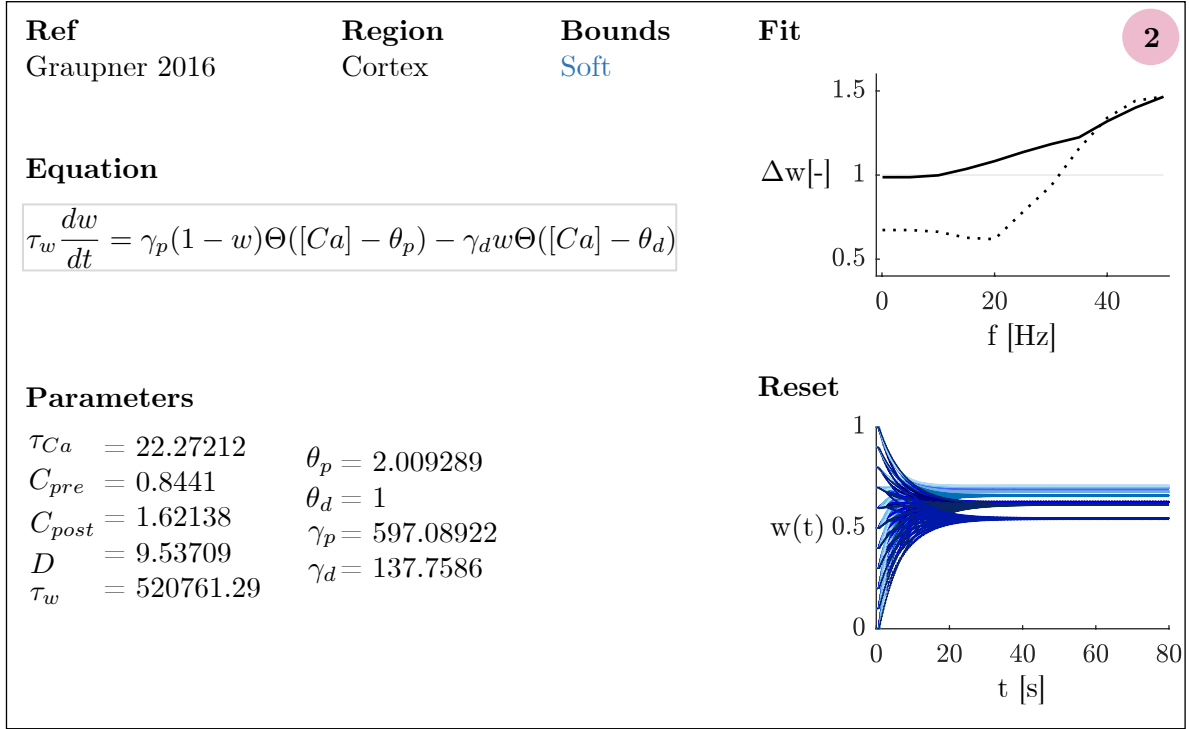 Ref Region Bounds Fit 2
Graupner 2016 Cortex Soft
Equation
τ_w dw/dt = γ_p(1 − w)Θ([Ca] − θ_p) − γ_d wΘ([Ca] − θ_d)
1.5
Δw[-] 1
0.5
0 20 40
f [Hz]
Parameters
τ_Ca = 22.27212
C_pre = 0.8441
C_post = 1.62138
D = 9.53709
τ_w = 520761.29
θ_p = 2.009289
θ_d = 1
γ_p = 597.08922
γ_d = 137.7586
Reset
1
w(t) 0.5
0
0 20 40 60 80
t [s]